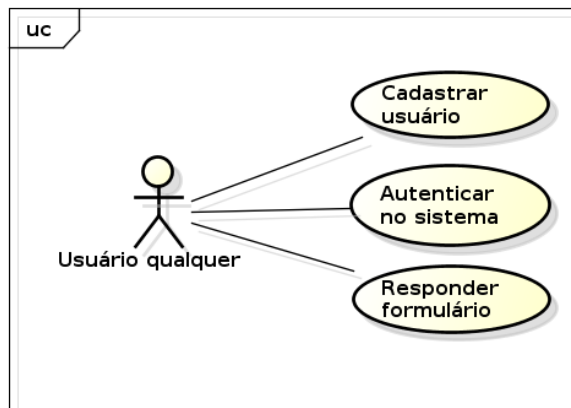 uc
Cadastrar
usuário
Autenticar
no sistema
Usuário qualquer
Responder
formulário